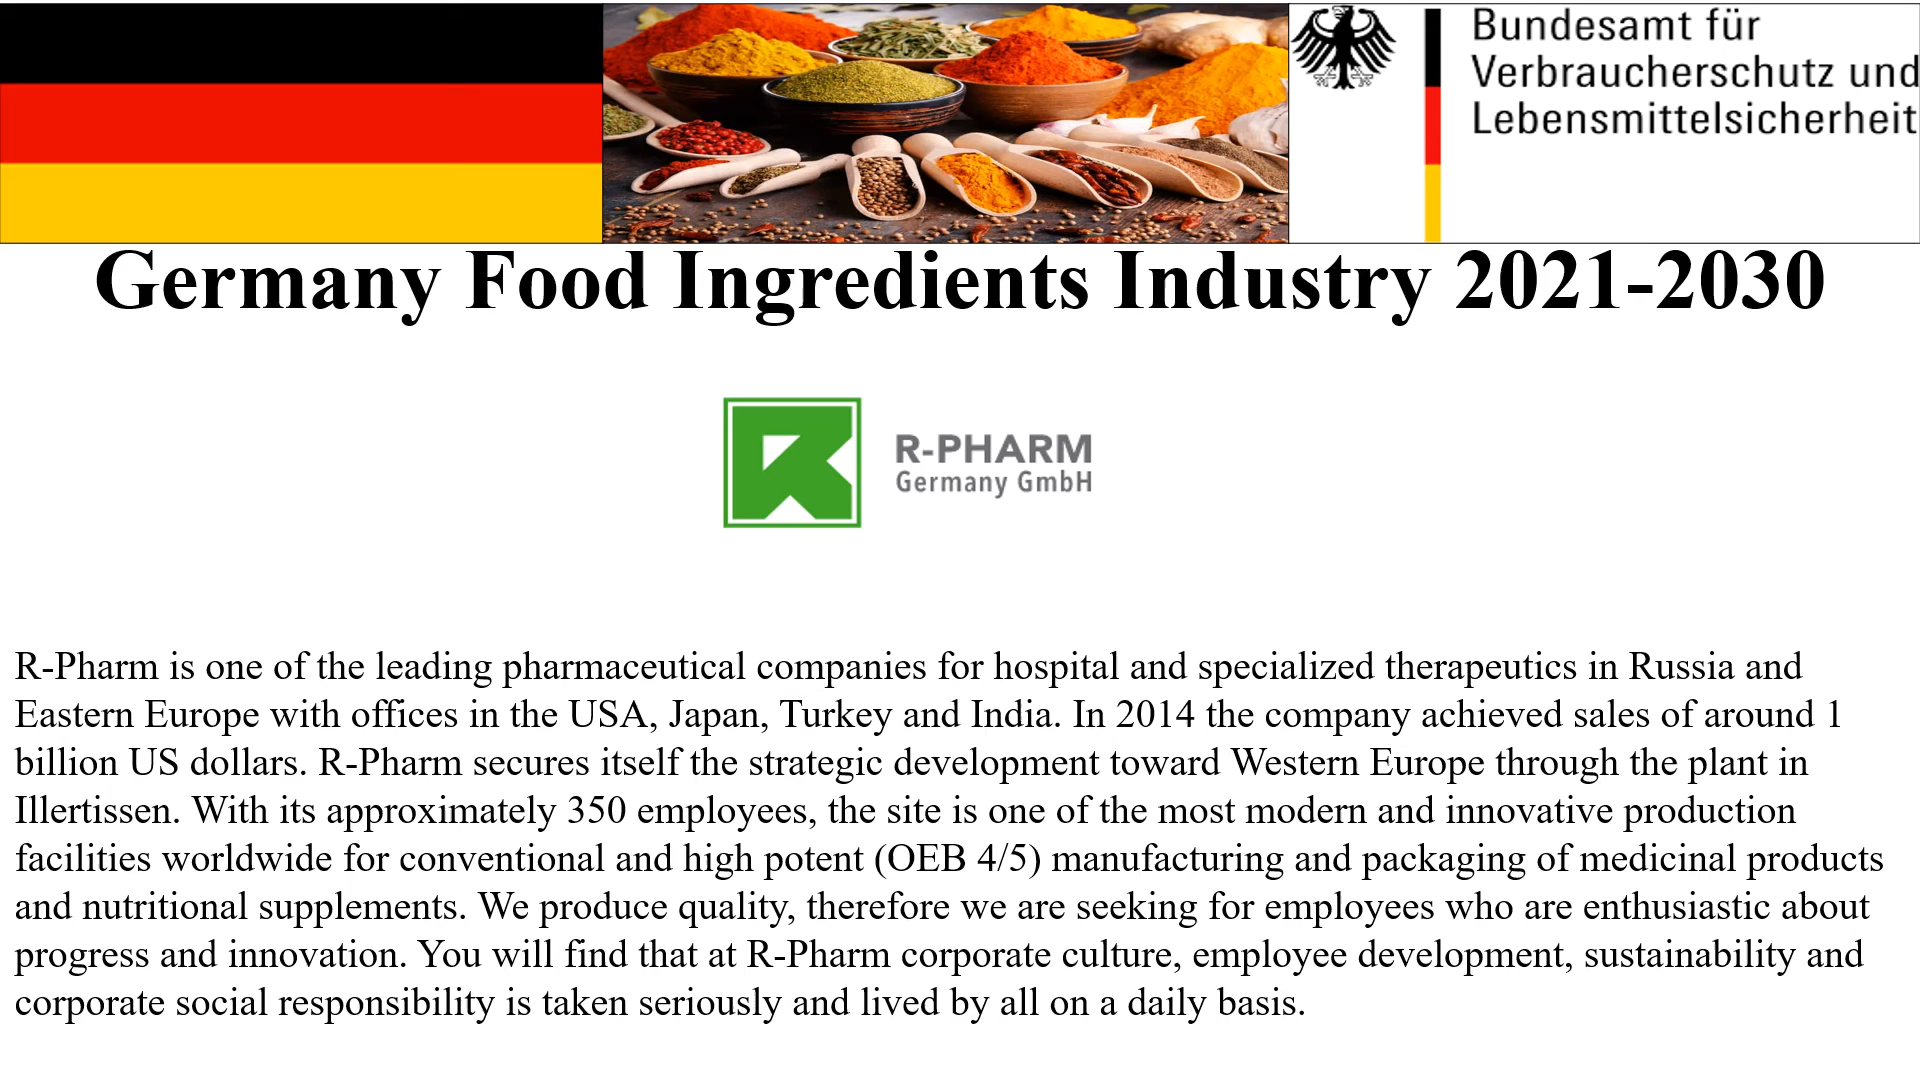 Bundesamt für
Verbraucherschutz und
Lebensmittelsicherheit
Germany Food Ingredients Industry 2021-2030
R-PHARM
Germany GmbH
R-Pharm is one of the leading pharmaceutical companies for hospital and specialized therapeutics in Russia and
Eastern Europe with offices in the USA, Japan, Turkey and India. In 2014 the company achieved sales of around 1
billion US dollars. R-Pharm secures itself the strategic development toward Western Europe through the plant in
Illertissen. With its approximately 350 employees, the site is one of the most modern and innovative production
facilities worldwide for conventional and high potent (OEB 4/5) manufacturing and packaging of medicinal products
and nutritional supplements. We produce quality, therefore we are seeking for employees who are enthusiastic about
progress and innovation. You will find that at R-Pharm corporate culture, employee development, sustainability and
corporate social responsibility is taken seriously and lived by all on a daily basis.